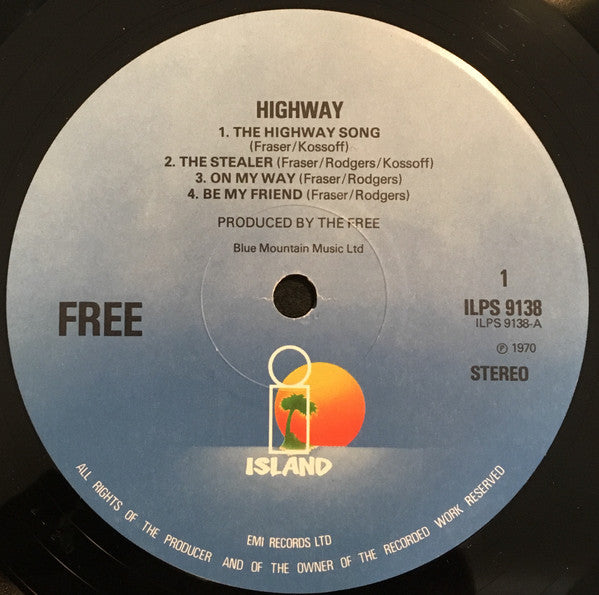 HIGHWAY
1. THE HIGHWAY SONG
(Fraser/Kossoff)
2. THE STEALER (Fraser/Rodgers/Kossoff)
3. ON MY WAY (Fraser/Rodgers)
4. BE MY FRIEND (Fraser/Rodgers)
PRODUCED BY THE FREE
Blue Mountain Music Ltd
1
FREE
ILPS 9138
ILPS 9138-A
℗ 1970
STEREO
i
ISLAND
EMI RECORDS LTD
ALL RIGHTS OF THE PRODUCER AND OF THE OWNER OF THE RECORDED WORK RESERVED